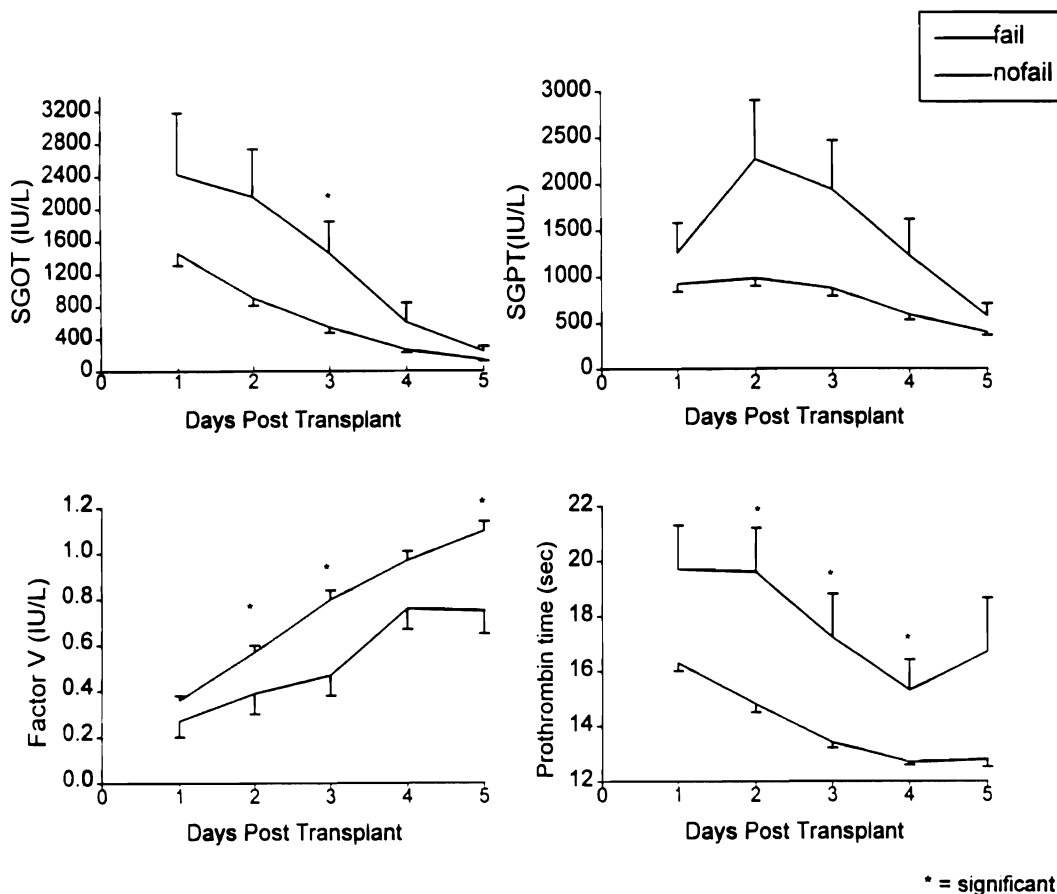 fail
nofail
3200
2800
2400
2000
1600
1200
800
400
0
SGOT (IU/L)
0 1 2 3 4 5
Days Post Transplant
*
3000
2500
2000
1500
1000
500
0
SGPT(IU/L)
0 1 2 3 4 5
Days Post Transplant
1.2
1.0
0.8
0.6
0.4
0.2
0.0
Factor V (IU/L)
0 1 2 3 4 5
Days Post Transplant
* * *
22
20
18
16
14
12
Prothrombin time (sec)
0 1 2 3 4 5
Days Post Transplant
* * *
* = significant